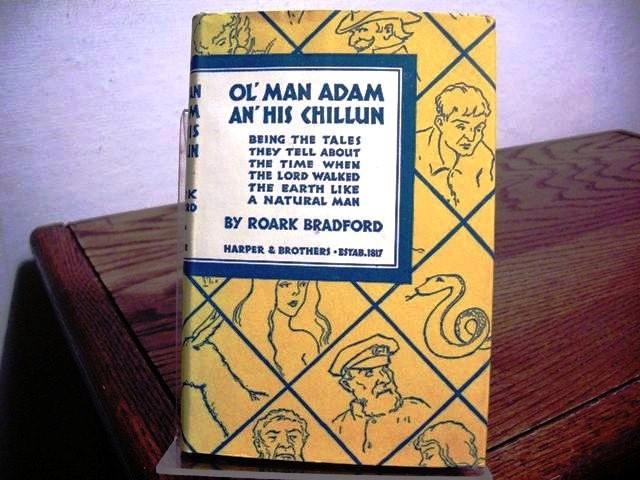 OL' MAN ADAM
AN' HIS CHILLUN
BEING THE TALES
THEY TELL ABOUT
THE TIME WHEN
THE LORD WALKED
THE EARTH LIKE
A NATURAL MAN
BY ROARK BRADFORD
HARPER & BROTHERS • ESTAB. 1817